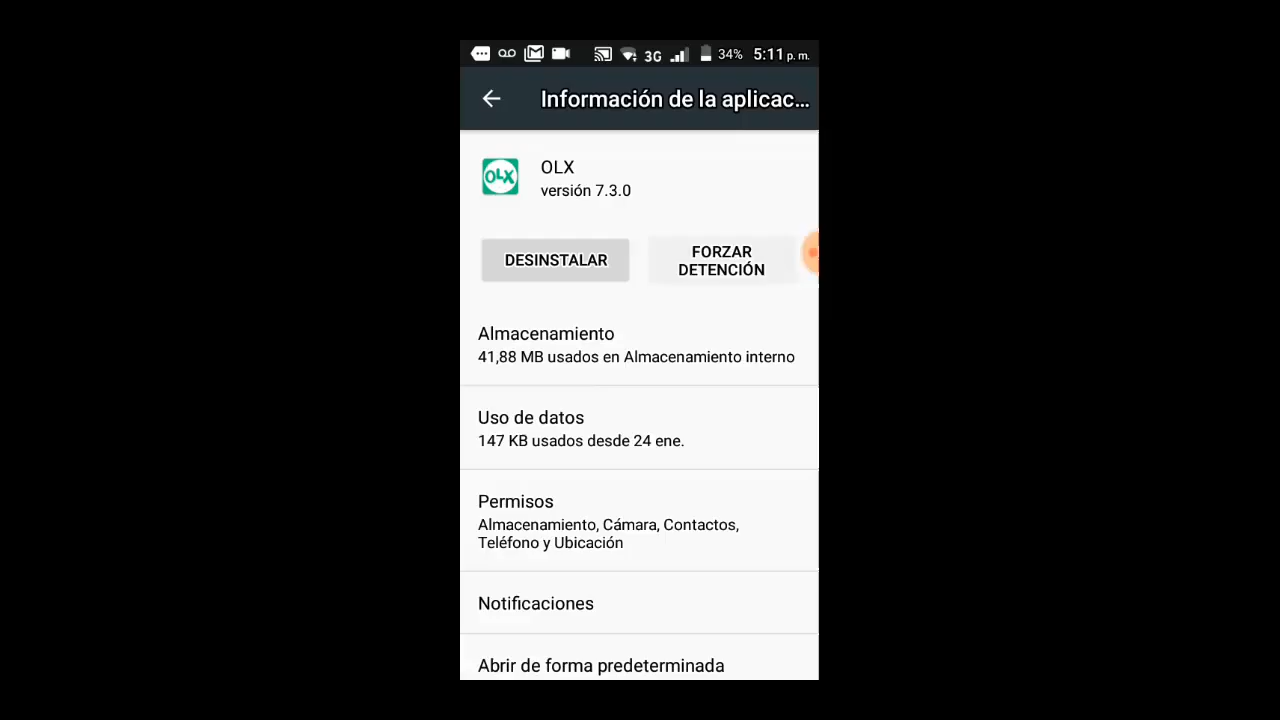 3G 34% 5:11 p. m.
Información de la aplicac...
OLX
OLX
versión 7.3.0
DESINSTALAR
FORZAR
DETENCIÓN
Almacenamiento
41,88 MB usados en Almacenamiento interno
Uso de datos
147 KB usados desde 24 ene.
Permisos
Almacenamiento, Cámara, Contactos,
Teléfono y Ubicación
Notificaciones
Abrir de forma predeterminada